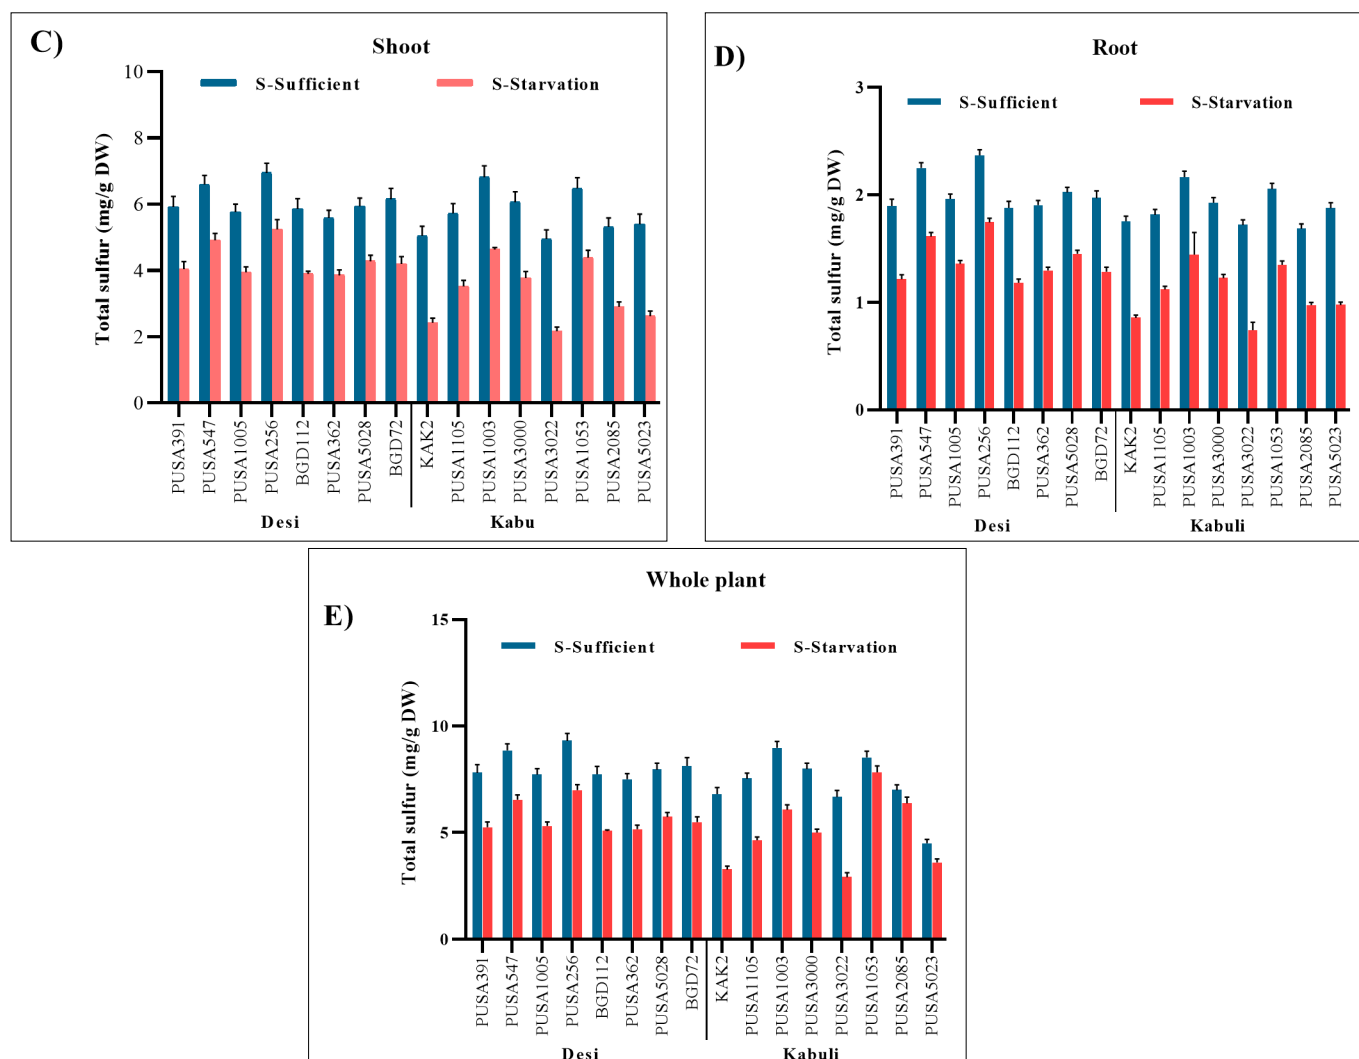 C)
Shoot
S-Sufficient
S-Starvation
Total sulfur (mg/g DW)
10
8
6
4
2
0
PUSA391
PUSA547
PUSA1005
PUSA256
BGD112
PUSA362
PUSA5028
BGD72
KAK2
PUSA1105
PUSA1003
PUSA3000
PUSA3022
PUSA1053
PUSA2085
PUSA5023
Desi
Kabu
D)
Root
S-Sufficient
S-Starvation
Total sulfur (mg/g DW)
3
2
1
0
PUSA391
PUSA547
PUSA1005
PUSA256
BGD112
PUSA362
PUSA5028
BGD72
KAK2
PUSA1105
PUSA1003
PUSA3000
PUSA3022
PUSA1053
PUSA2085
PUSA5023
Desi
Kabuli
E)
Whole plant
S-Sufficient
S-Starvation
Total sulfur (mg/g DW)
15
10
5
0
PUSA391
PUSA547
PUSA1005
PUSA256
BGD112
PUSA362
PUSA5028
BGD72
KAK2
PUSA1105
PUSA1003
PUSA3000
PUSA3022
PUSA1053
PUSA2085
PUSA5023
Desi
Kabuli